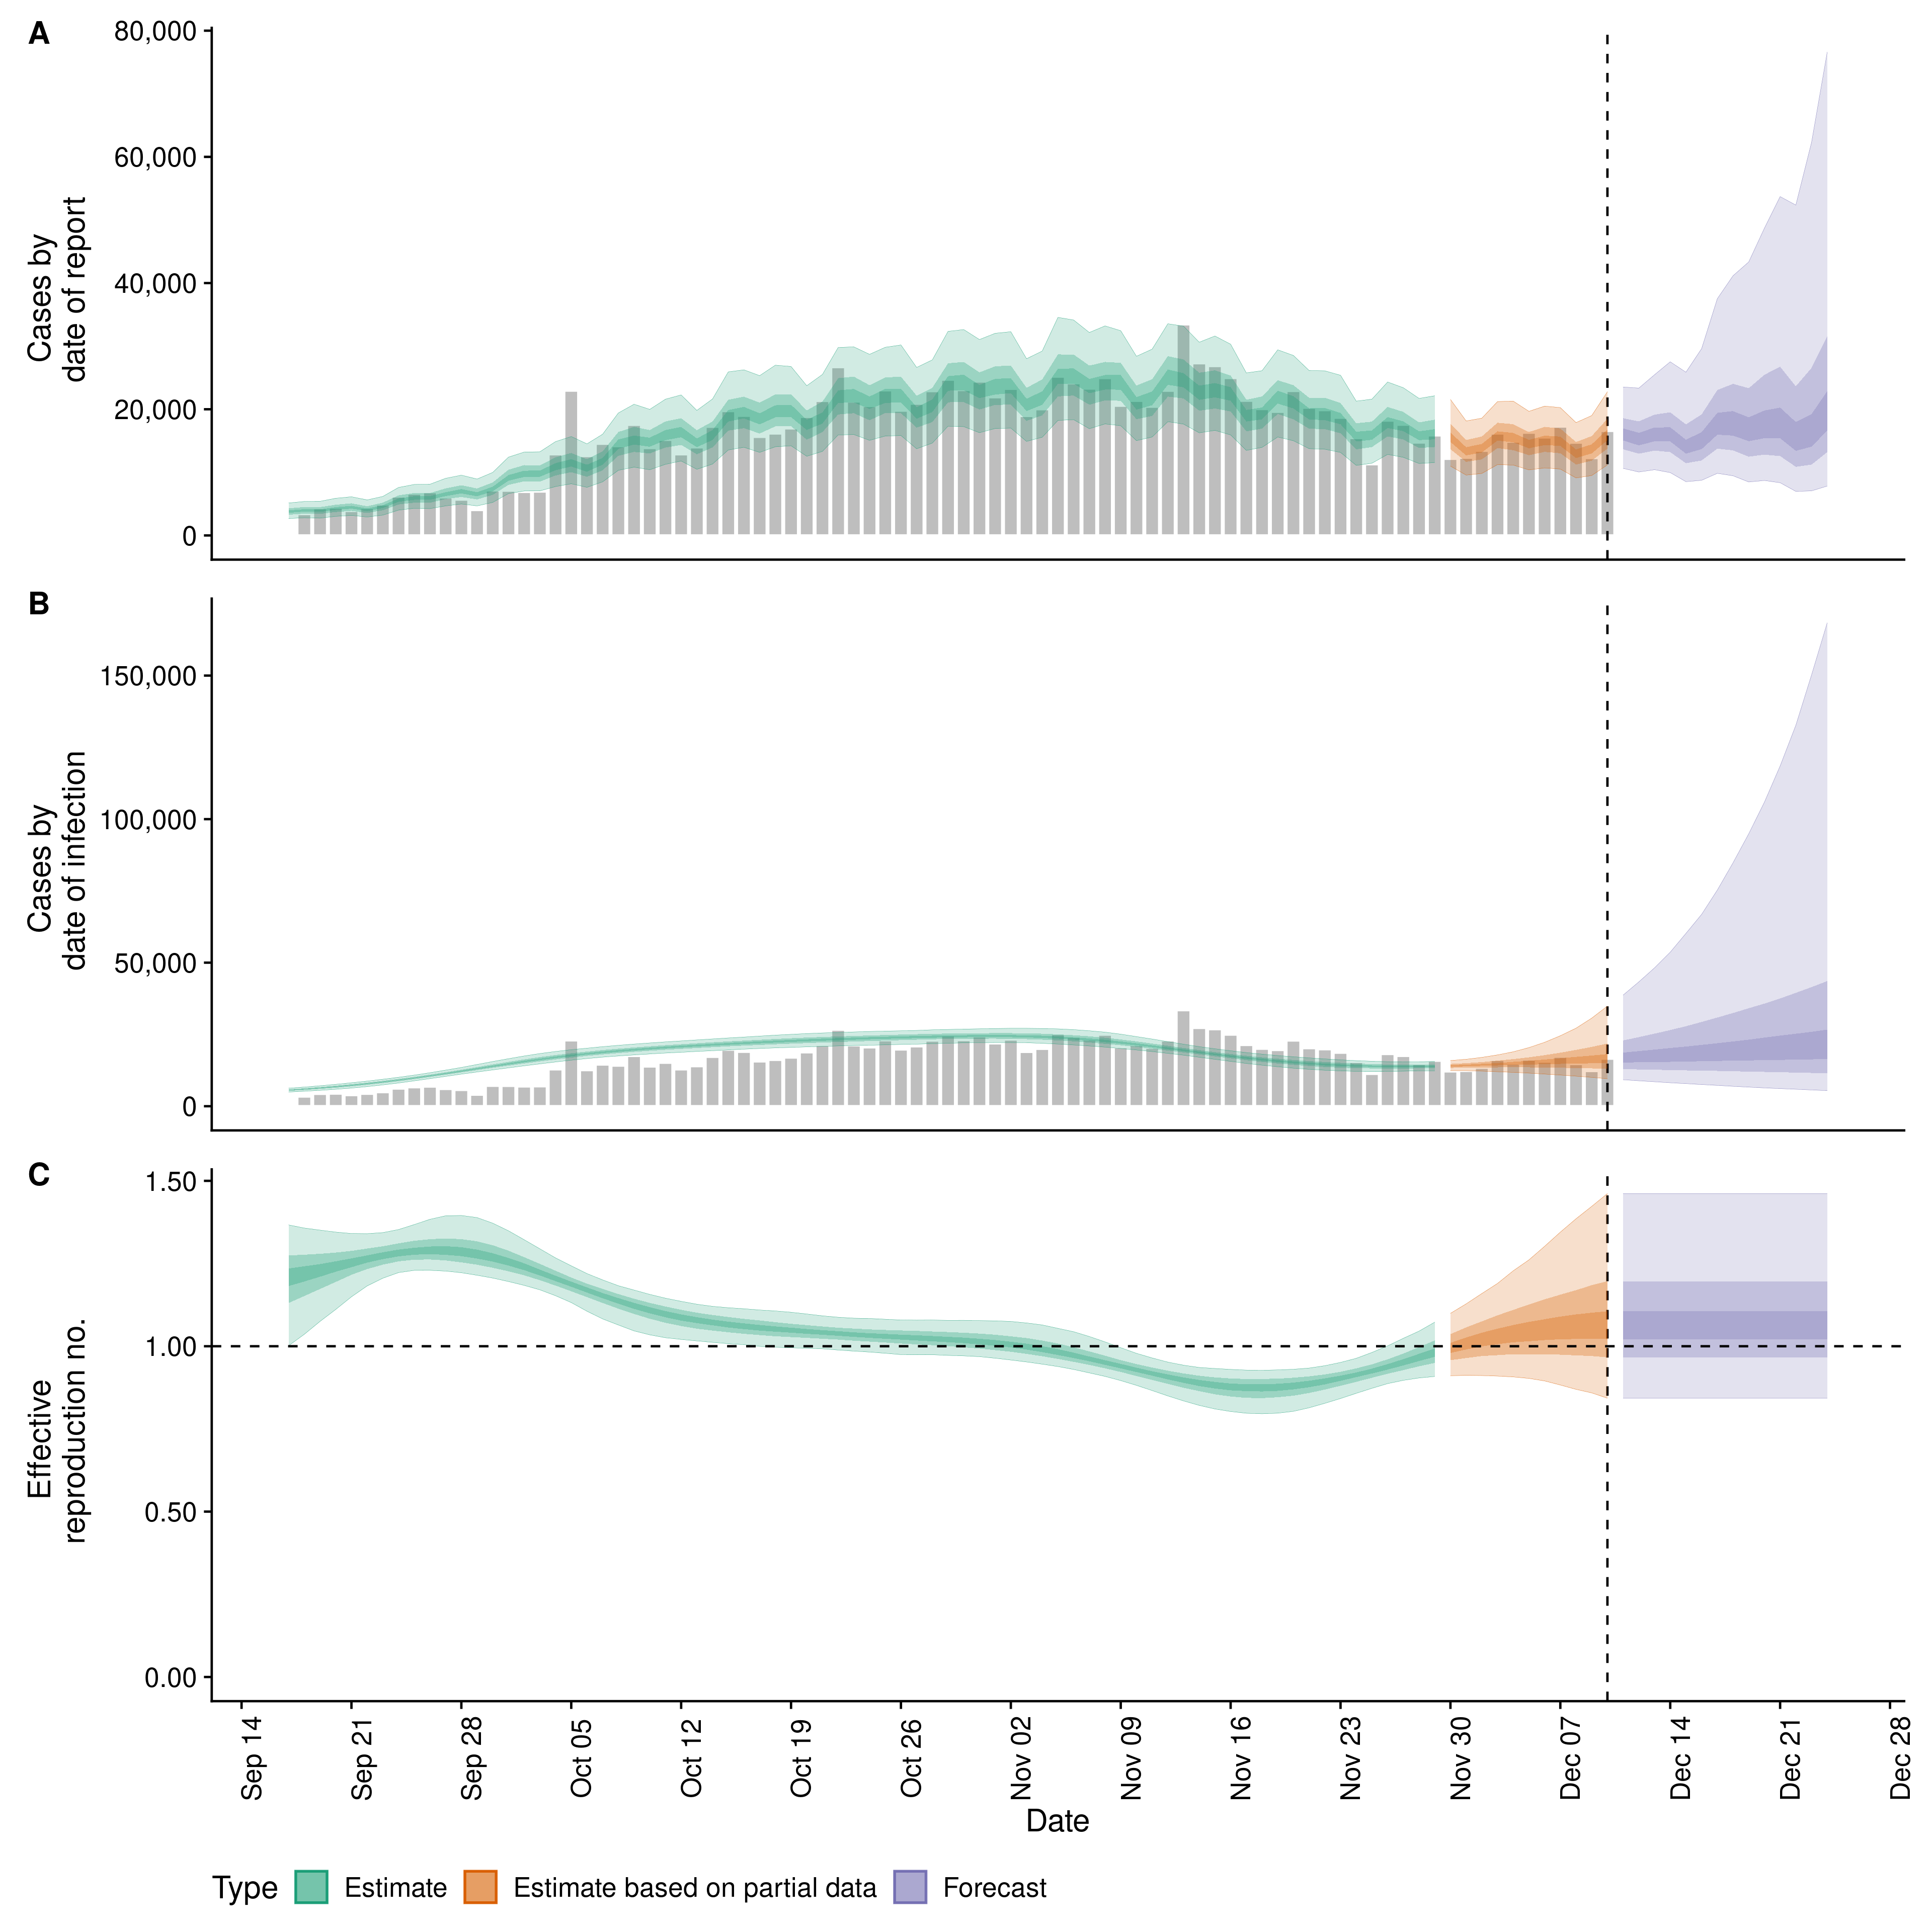 A
80,000
60,000
40,000
20,000
0
Cases by
date of report
B
150,000
100,000
50,000
0
Cases by
date of infection
C
1.50
1.00
0.50
0.00
Effective
reproduction no.
Sep 14
Sep 21
Sep 28
Oct 05
Oct 12
Oct 19
Oct 26
Nov 02
Nov 09
Nov 16
Nov 23
Nov 30
Dec 07
Dec 14
Dec 21
Dec 28
Date
Type Estimate Estimate based on partial data Forecast